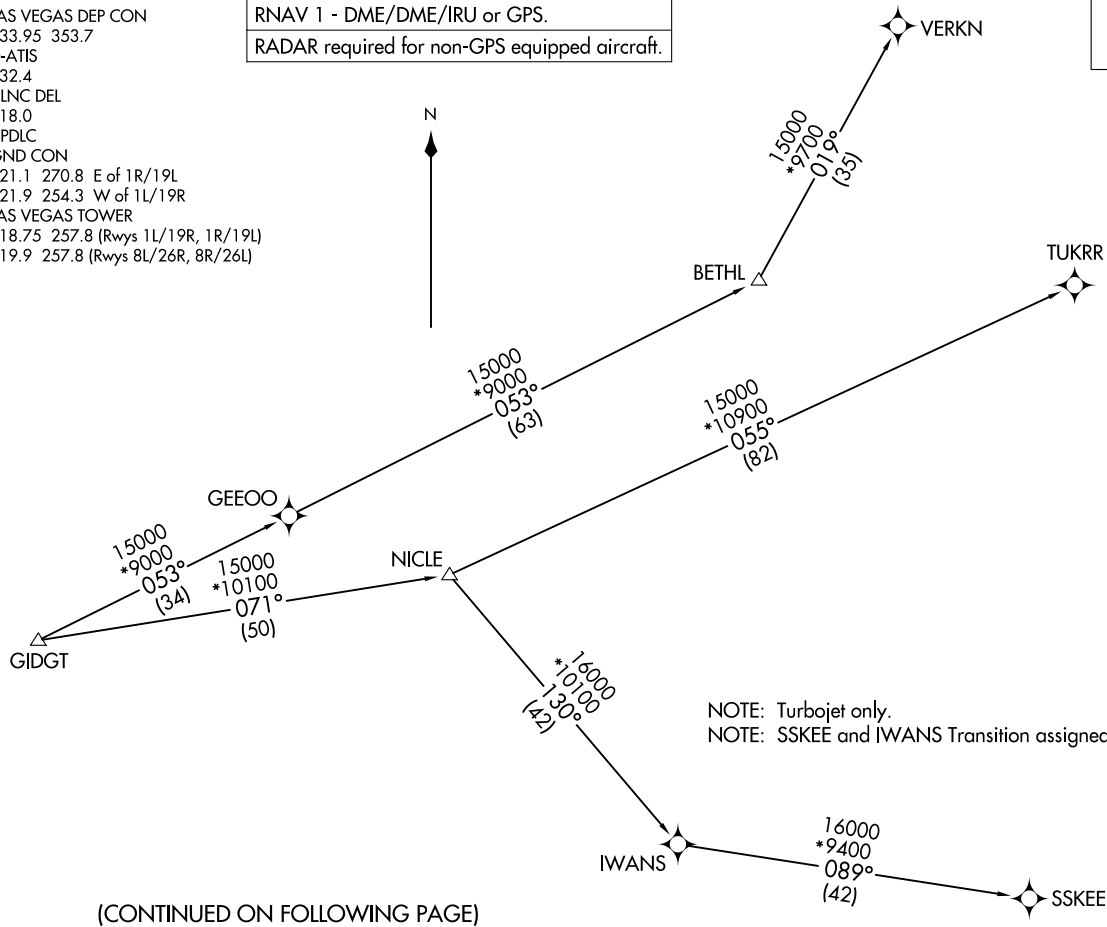 AS VEGAS DEP CON
33.95 353.7
-ATIS
32.4
LNC DEL
18.0
PDLC
GND CON
21.1 270.8 E of 1R/19L
21.9 254.3 W of 1L/19R
AS VEGAS TOWER
18.75 257.8 (Rwys 1L/19R, 1R/19L)
19.9 257.8 (Rwys 8L/26R, 8R/26L)
RNAV 1 - DME/DME/IRU or GPS.
RADAR required for non-GPS equipped aircraft.
N
VERKN
15000
*9700
019°
(35)
BETHL
TUKRR
15000
*9000
053°
(63)
15000
*10900
055°
(82)
GEEOO
15000
*9000
053°
(34)
NICLE
15000
*10100
071°
(50)
GIDGT
16000
*10100
130°
(42)
NOTE: Turbojet only.
NOTE: SSKEE and IWANS Transition assigned
IWANS
16000
*9400
089°
(42)
SSKEE
(CONTINUED ON FOLLOWING PAGE)